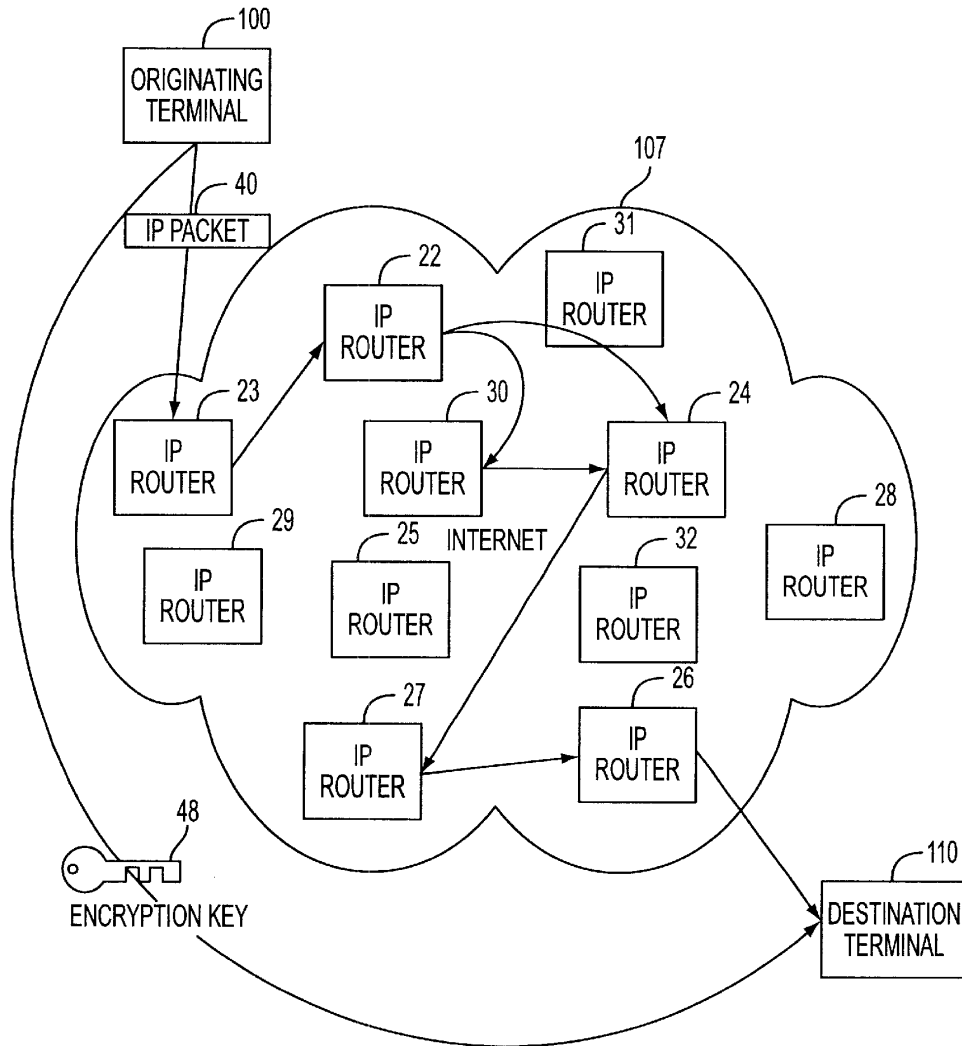 100
ORIGINATING
TERMINAL
40
IP PACKET
107
31
IP
ROUTER
22
IP
ROUTER
23
IP
ROUTER
30
IP
ROUTER
24
IP
ROUTER
INTERNET
29
IP
ROUTER
25
IP
ROUTER
32
IP
ROUTER
28
IP
ROUTER
27
IP
ROUTER
26
IP
ROUTER
48
ENCRYPTION KEY
110
DESTINATION
TERMINAL